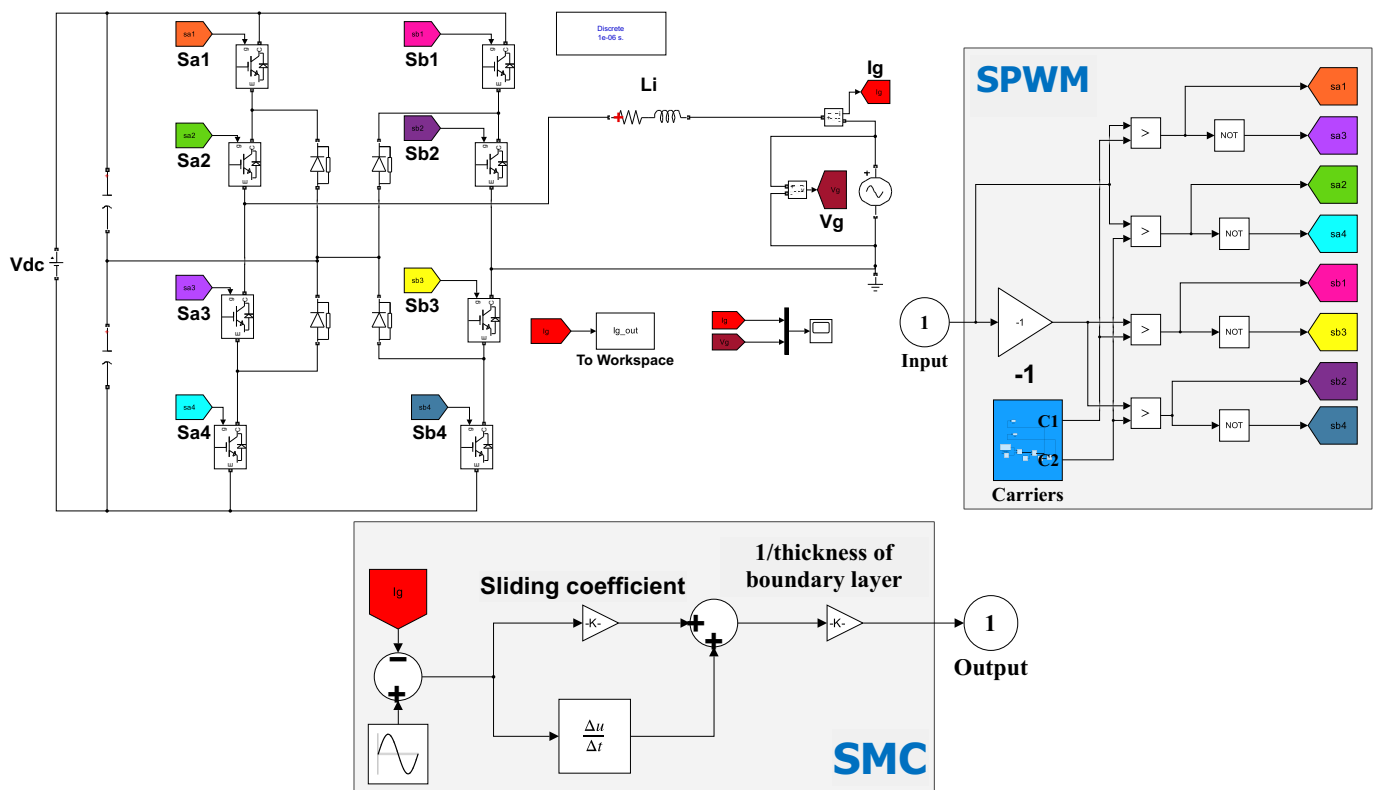 Discrete
1e-06 s.
sa1
Sa1
g
C
E
sb1
Sb1
g
C
E
sa2
Sa2
g
C
E
sb2
Sb2
g
C
E
Li
+
Ig
Ig
Vg
Vg
+
Vdc
sa3
Sa3
g
C
E
sb3
Sb3
g
C
E
sa4
Sa4
g
C
E
sb4
Sb4
g
C
E
Ig
Ig_out
To Workspace
Ig
Vg
SPWM
>
NOT
sa1
sa3
>
NOT
sa2
sa4
1
Input
-1
-1
>
NOT
sb1
sb3
>
NOT
sb2
sb4
C1
C2
Carriers
Ig
−
+
Sliding coefficient
-K-
+
+
1/thickness of
boundary layer
-K-
1
Output
Δu
Δt
SMC